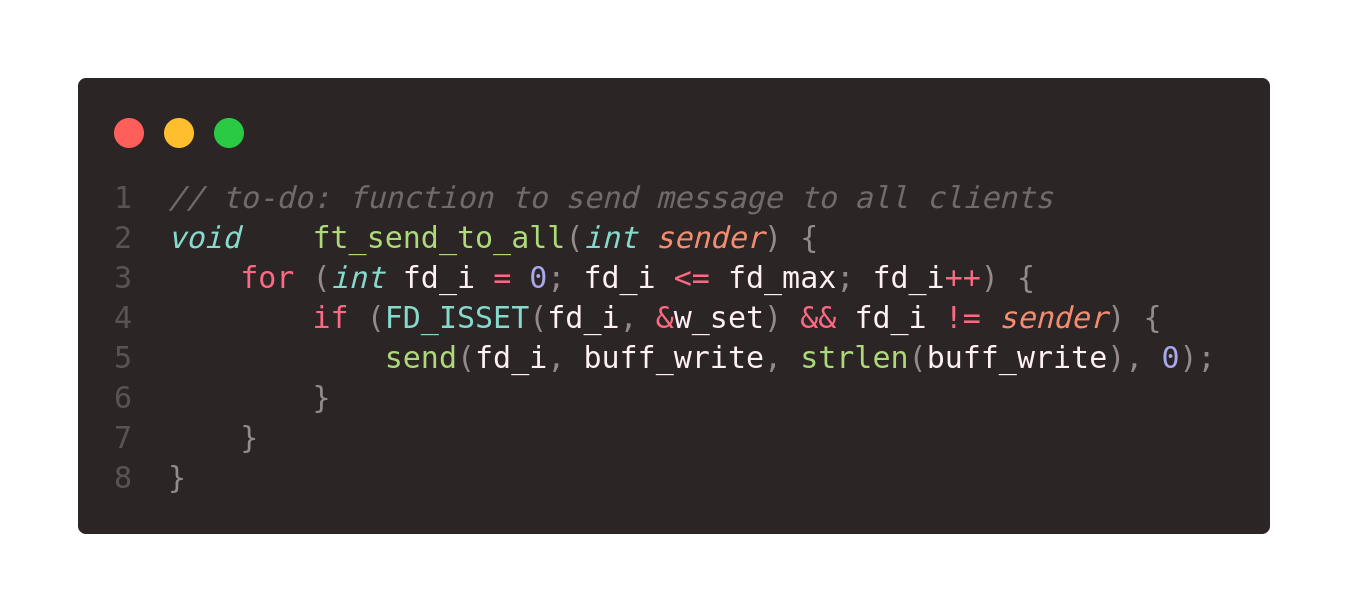 1 // to-do: function to send message to all clients
2 void    ft_send_to_all(int sender) {
3     for (int fd_i = 0; fd_i <= fd_max; fd_i++) {
4         if (FD_ISSET(fd_i, &w_set) && fd_i != sender) {
5             send(fd_i, buff_write, strlen(buff_write), 0);
6         }
7     }
8 }